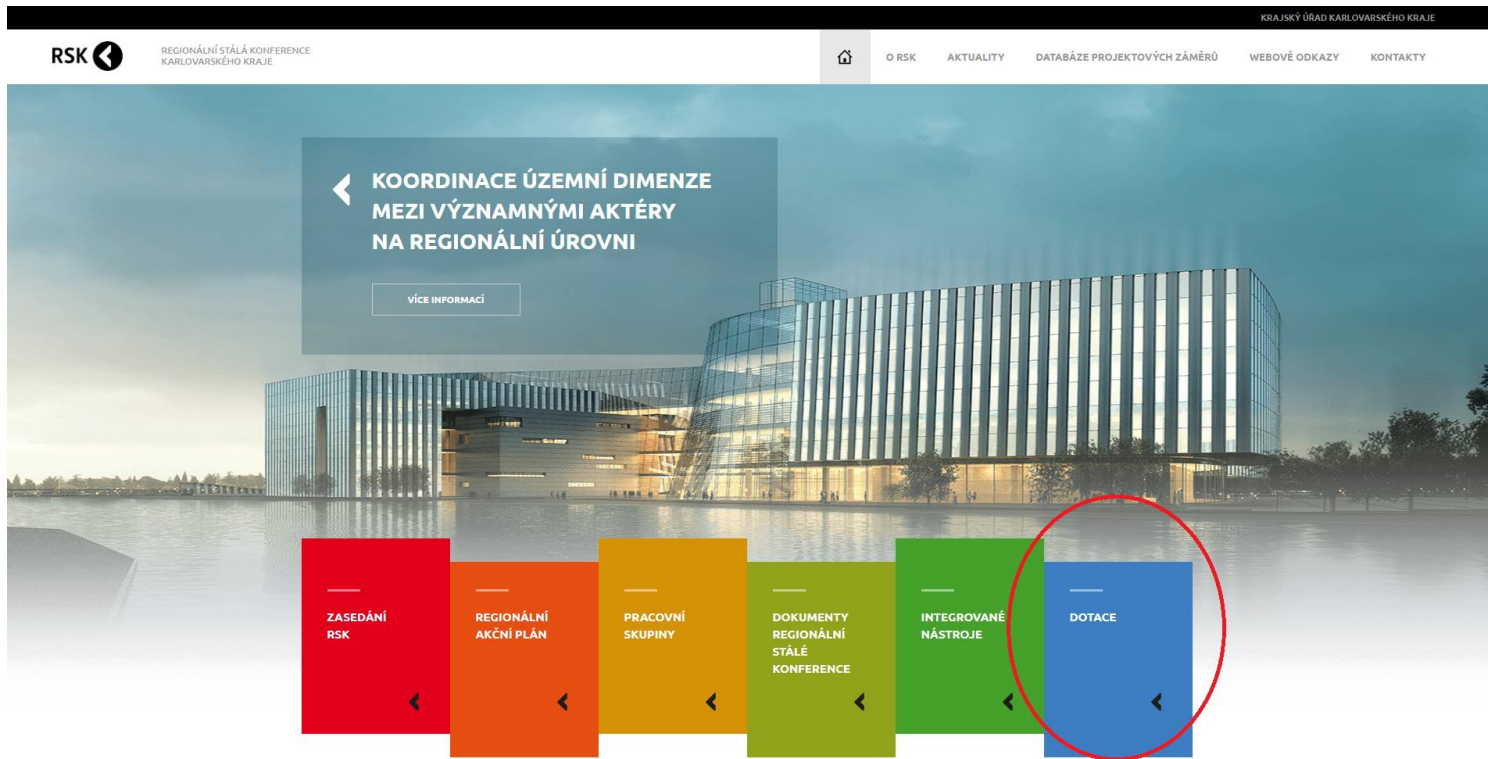 KRAJSKÝ ÚŘAD KARLOVARSKÉHO KRAJE
RSK
REGIONÁLNÍ STÁLÁ KONFERENCE
KARLOVARSKÉHO KRAJE
O RSK
AKTUALITY
DATABÁZE PROJEKTOVÝCH ZÁMĚRŮ
WEBOVÉ ODKAZY
KONTAKTY
KOORDINACE ÚZEMNÍ DIMENZE
MEZI VÝZNAMNÝMI AKTÉRY
NA REGIONÁLNÍ ÚROVNI
VÍCE INFORMACÍ
ZASEDÁNÍ
RSK
REGIONÁLNÍ
AKČNÍ PLÁN
PRACOVNÍ
SKUPINY
DOKUMENTY
REGIONÁLNÍ
STÁLÉ
KONFERENCE
INTEGROVANÉ
NÁSTROJE
DOTACE